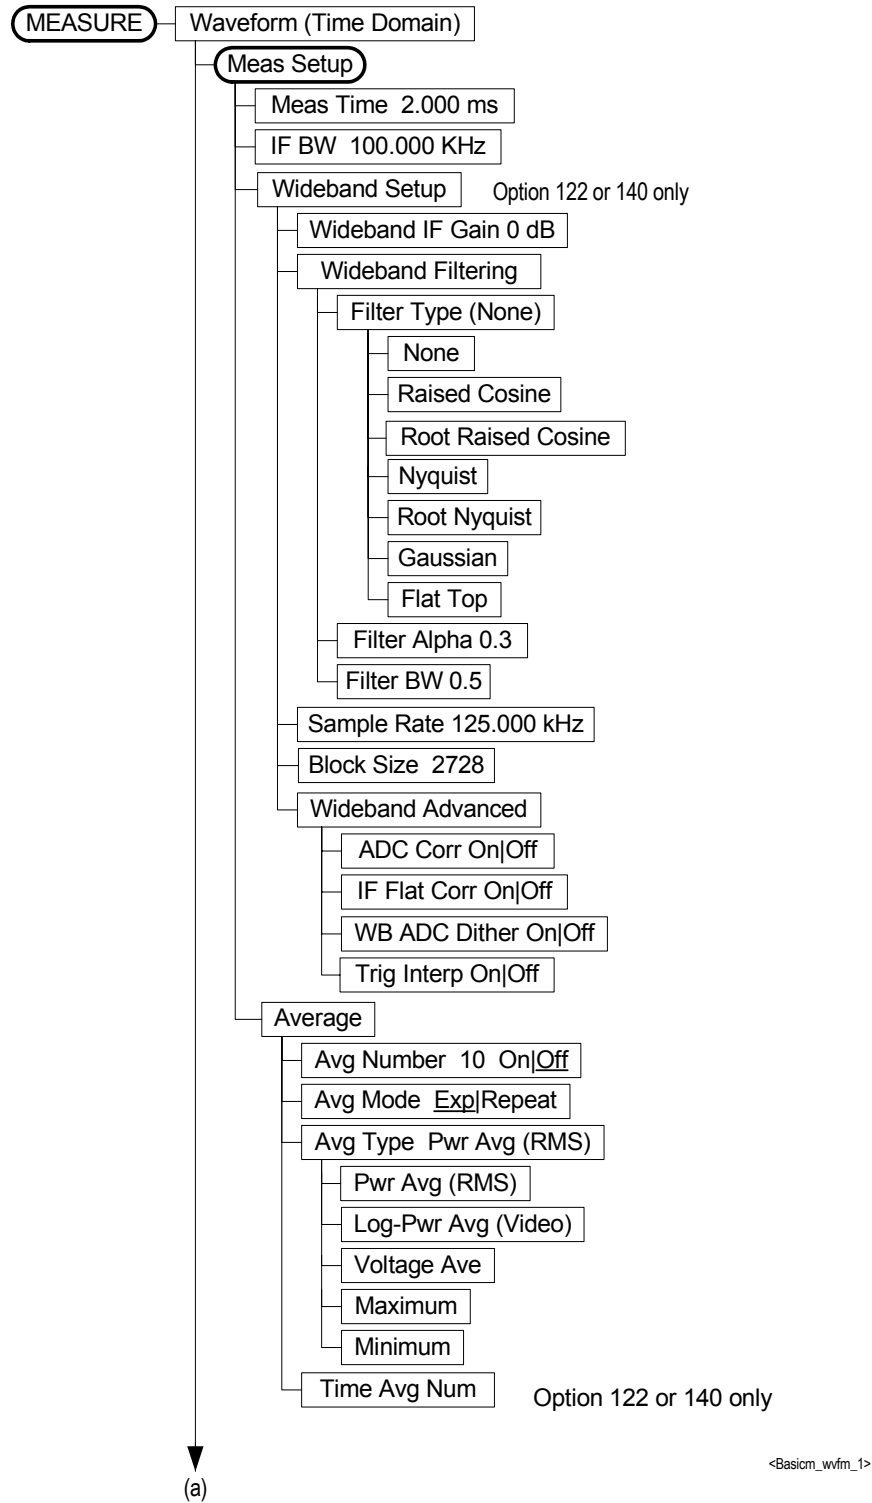 MEASURE Waveform (Time Domain)
Meas Setup
Meas Time 2.000 ms
IF BW 100.000 KHz
Wideband Setup Option 122 or 140 only
Wideband IF Gain 0 dB
Wideband Filtering
Filter Type (None)
None
Raised Cosine
Root Raised Cosine
Nyquist
Root Nyquist
Gaussian
Flat Top
Filter Alpha 0.3
Filter BW 0.5
Sample Rate 125.000 kHz
Block Size 2728
Wideband Advanced
ADC Corr On|Off
IF Flat Corr On|Off
WB ADC Dither On|Off
Trig Interp On|Off
Average
Avg Number 10 On|Off
Avg Mode Exp|Repeat
Avg Type Pwr Avg (RMS)
Pwr Avg (RMS)
Log-Pwr Avg (Video)
Voltage Ave
Maximum
Minimum
Time Avg Num Option 122 or 140 only
(a)
<Basicm_wvfm_1>